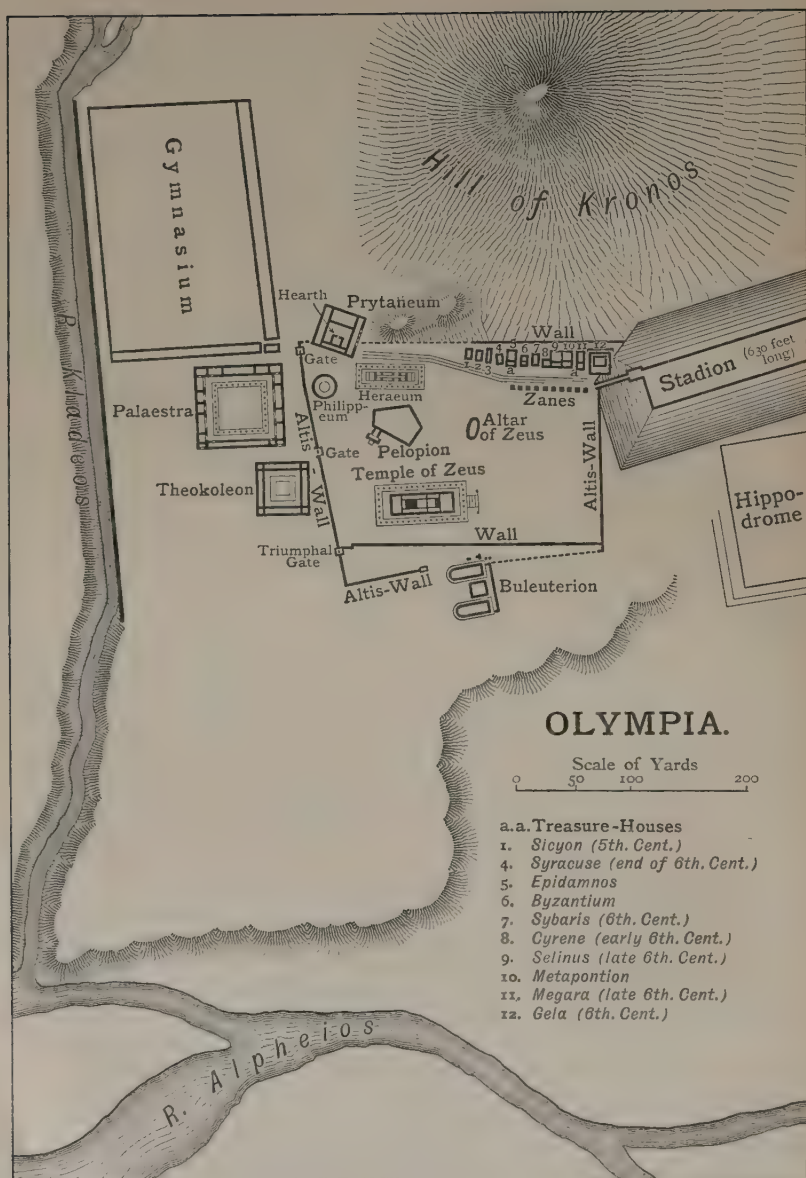 Gymnasium
Hill of Kronos
Kladeos
Hearth
Prytaneum
Gate
Wall
1 2 3 4 5 6 7 8 9 10 11 12
a
a
Stadion (630 feet
long)
Palaestra
Philipp-
eum
Heraeum
Zanes
Altis-Wall
Altar
of Zeus
Pelopion
Gate
Temple of Zeus
Theokoleon
Altis-Wall
Hippo-
drome
Wall
Triumphal
Gate
Altis-Wall
Buleuterion
OLYMPIA.
Scale of Yards
0 50 100 200
a.a. Treasure-Houses
1. Sicyon (5th. Cent.)
4. Syracuse (end of 6th. Cent.)
5. Epidamnos
6. Byzantium
7. Sybaris (6th. Cent.)
8. Cyrene (early 6th. Cent.)
9. Selinus (late 6th. Cent.)
10. Metapontion
11. Megara (late 6th. Cent.)
12. Gela (6th. Cent.)
R. Alpheios